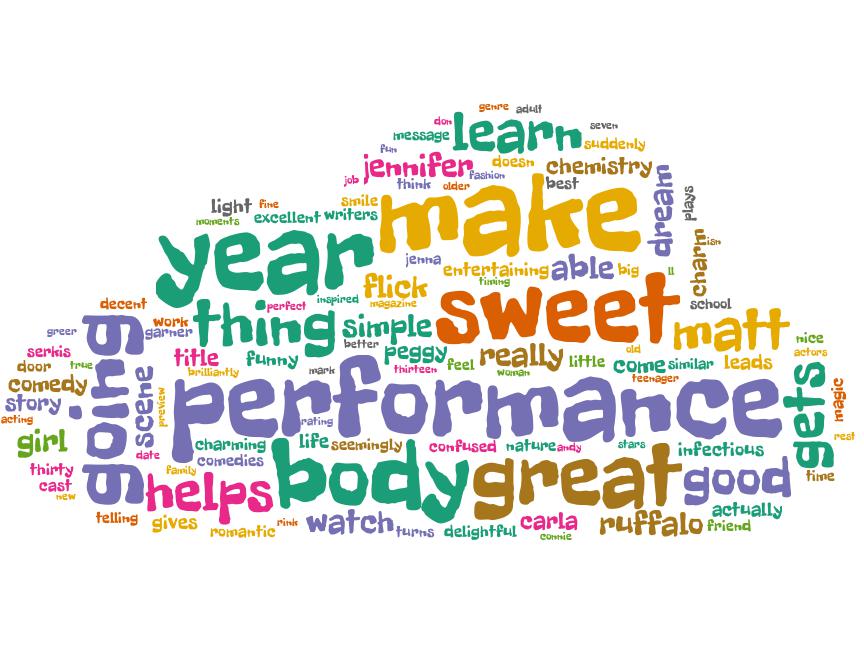 genre adult
don learn seven
message suddenly
fun
jennifer doesn chemistry
job think older fashion best dream
light fine smile make plays
moments excellent writers
year jenna charm isn
entertaining able big ll
flick timing
magazine sweet school
decent perfect inspired
greer going work thing simple matt nice
garner better old actors
serkis title funny peggy really little come similar leads
door true brilliantly mark thirteen feel woman teenager
comedy scene performance gets magic
story preview
acting rating rest
girl charming life seemingly confused nature andy stars infectious
date comedies
thirty family body great good time
cast helps
new
telling gives romantic rink watch turns delightful carla ruffalo friend actually
connie